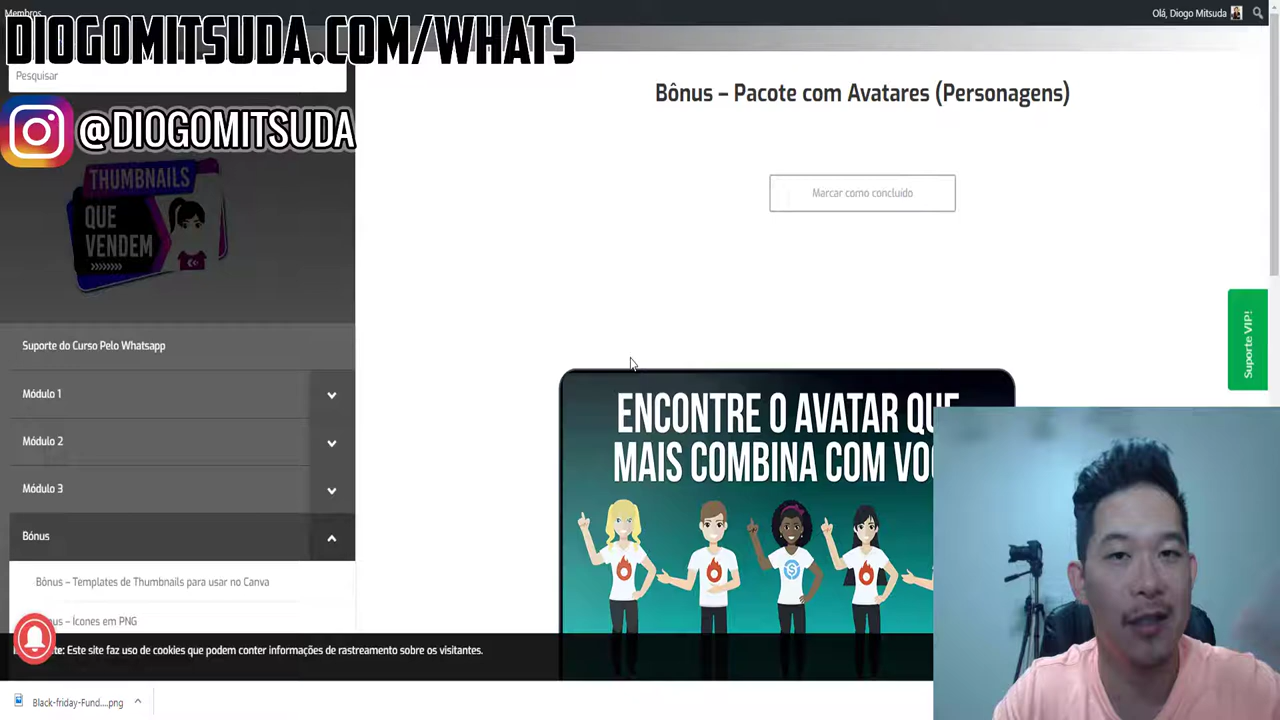 Membros
Olá, Diogo Mitsuda
DIOGOMITSUDA.COM/WHATS
Pesquisar
@DIOGOMITSUDA
THUMBNAILS
QUE
VENDEM
Suporte do Curso Pelo Whatsapp
Módulo 1
Módulo 2
Módulo 3
Bônus
Bônus – Templates de Thumbnails para usar no Canva
– Ícones em PNG
Este site faz uso de cookies que podem conter informações de rastreamento sobre os visitantes.
Black-friday-Fund....png
Bônus – Pacote com Avatares (Personagens)
Marcar como concluído
ENCONTRE O AVATAR QUE
MAIS COMBINA COM VO
Suporte VIP!